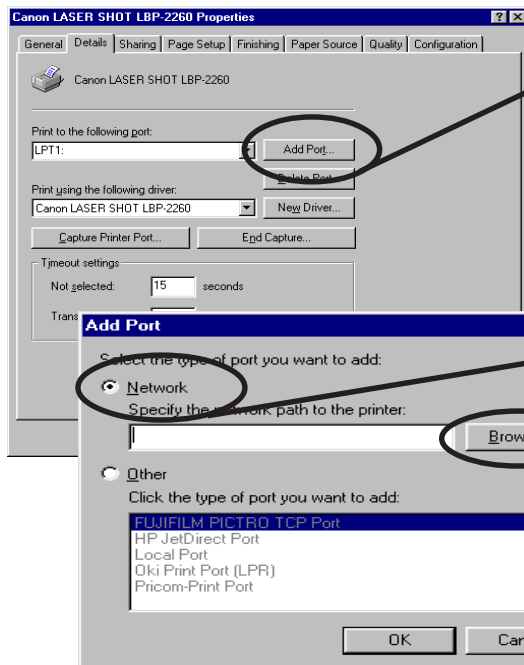 Canon LASER SHOT LBP-2260 Properties
General Details Sharing Page Setup Finishing Paper Source Quality Configuration
Canon LASER SHOT LBP-2260
Print to the following port:
LPT1: Add Port...
Delete Port...
Print using the following driver:
Canon LASER SHOT LBP-2260 New Driver...
Capture Printer Port... End Capture...
Timeout settings
Not selected: 15 seconds
Trans
Add Port
Select the type of port you want to add:
Network
Specify the network path to the printer:
Brow
Other
Click the type of port you want to add:
FUJIFILM PICTRO TCP Port
HP JetDirect Port
Local Port
Oki Print Port (LPR)
Pricom-Print Port
OK Can